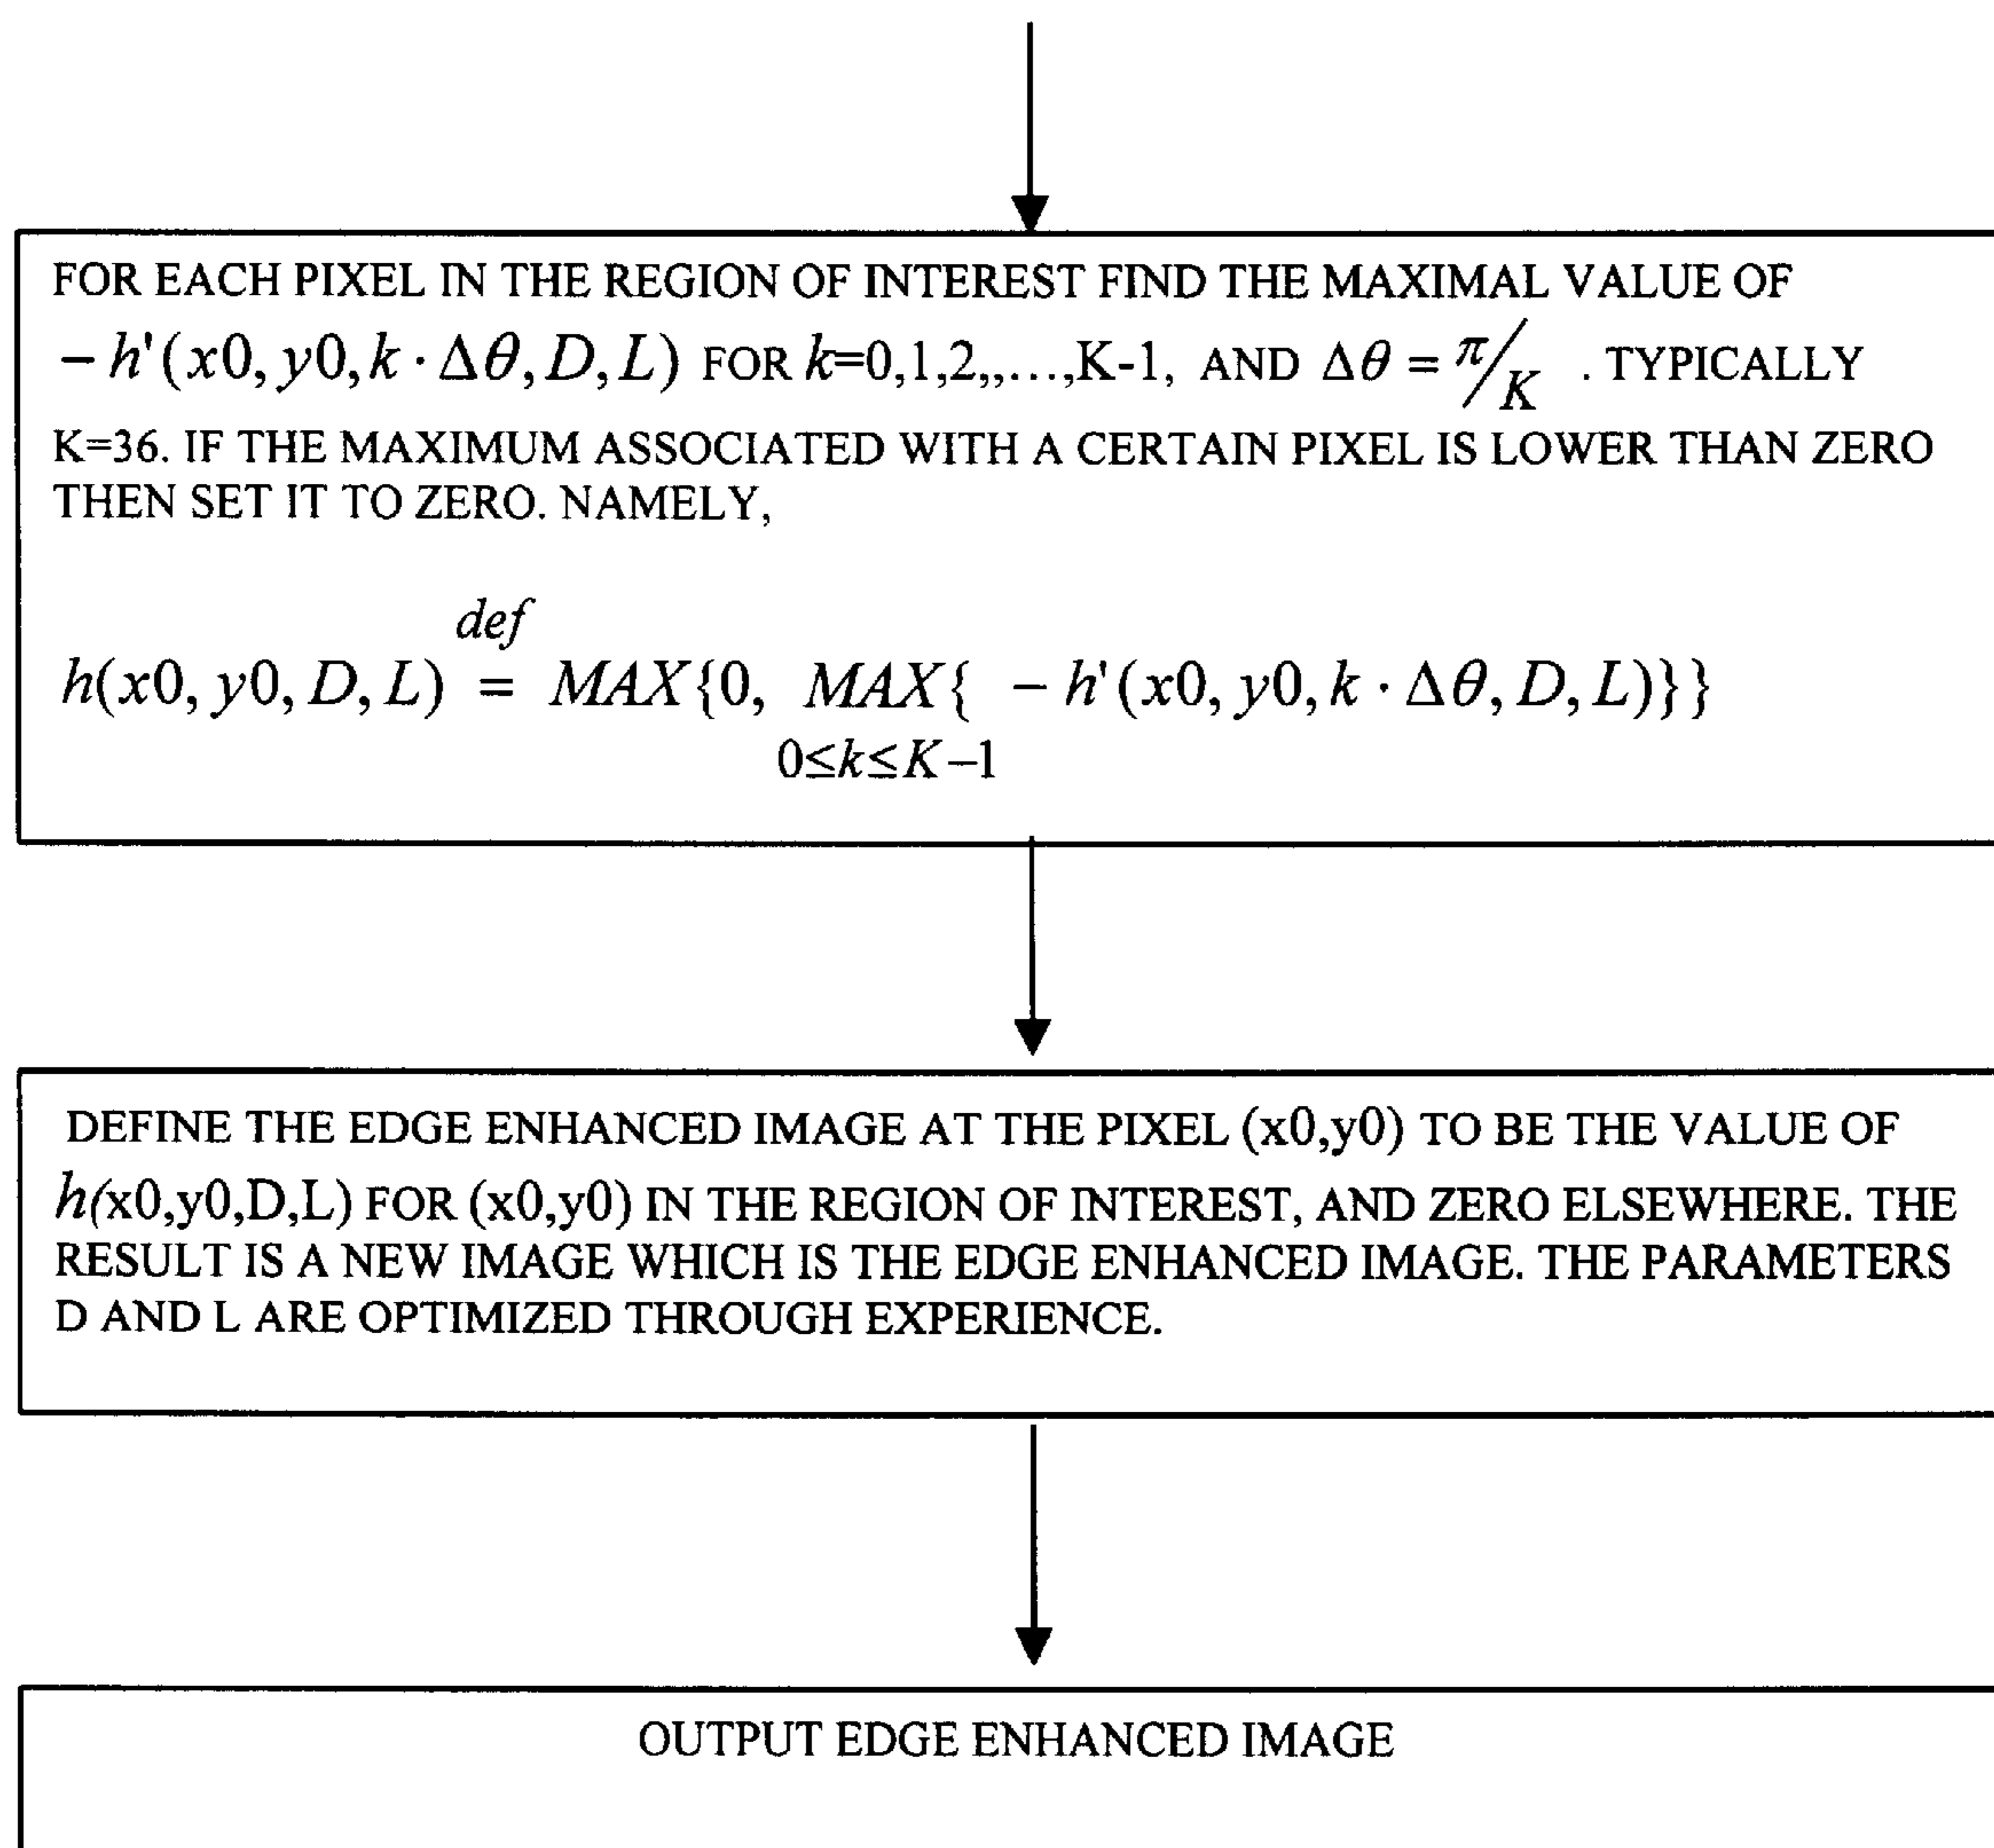 FOR EACH PIXEL IN THE REGION OF INTEREST FIND THE MAXIMAL VALUE OF
− h'(x0, y0, k · Δθ, D, L) FOR k=0,1,2,,…,K-1, AND Δθ = π/K . TYPICALLY
K=36. IF THE MAXIMUM ASSOCIATED WITH A CERTAIN PIXEL IS LOWER THAN ZERO
THEN SET IT TO ZERO. NAMELY,
def
h(x0, y0, D, L) = MAX{0, MAX{ − h'(x0, y0, k · Δθ, D, L)}}
0≤k≤K−1
DEFINE THE EDGE ENHANCED IMAGE AT THE PIXEL (x0,y0) TO BE THE VALUE OF
h(x0,y0,D,L) FOR (x0,y0) IN THE REGION OF INTEREST, AND ZERO ELSEWHERE. THE
RESULT IS A NEW IMAGE WHICH IS THE EDGE ENHANCED IMAGE. THE PARAMETERS
D AND L ARE OPTIMIZED THROUGH EXPERIENCE.
OUTPUT EDGE ENHANCED IMAGE